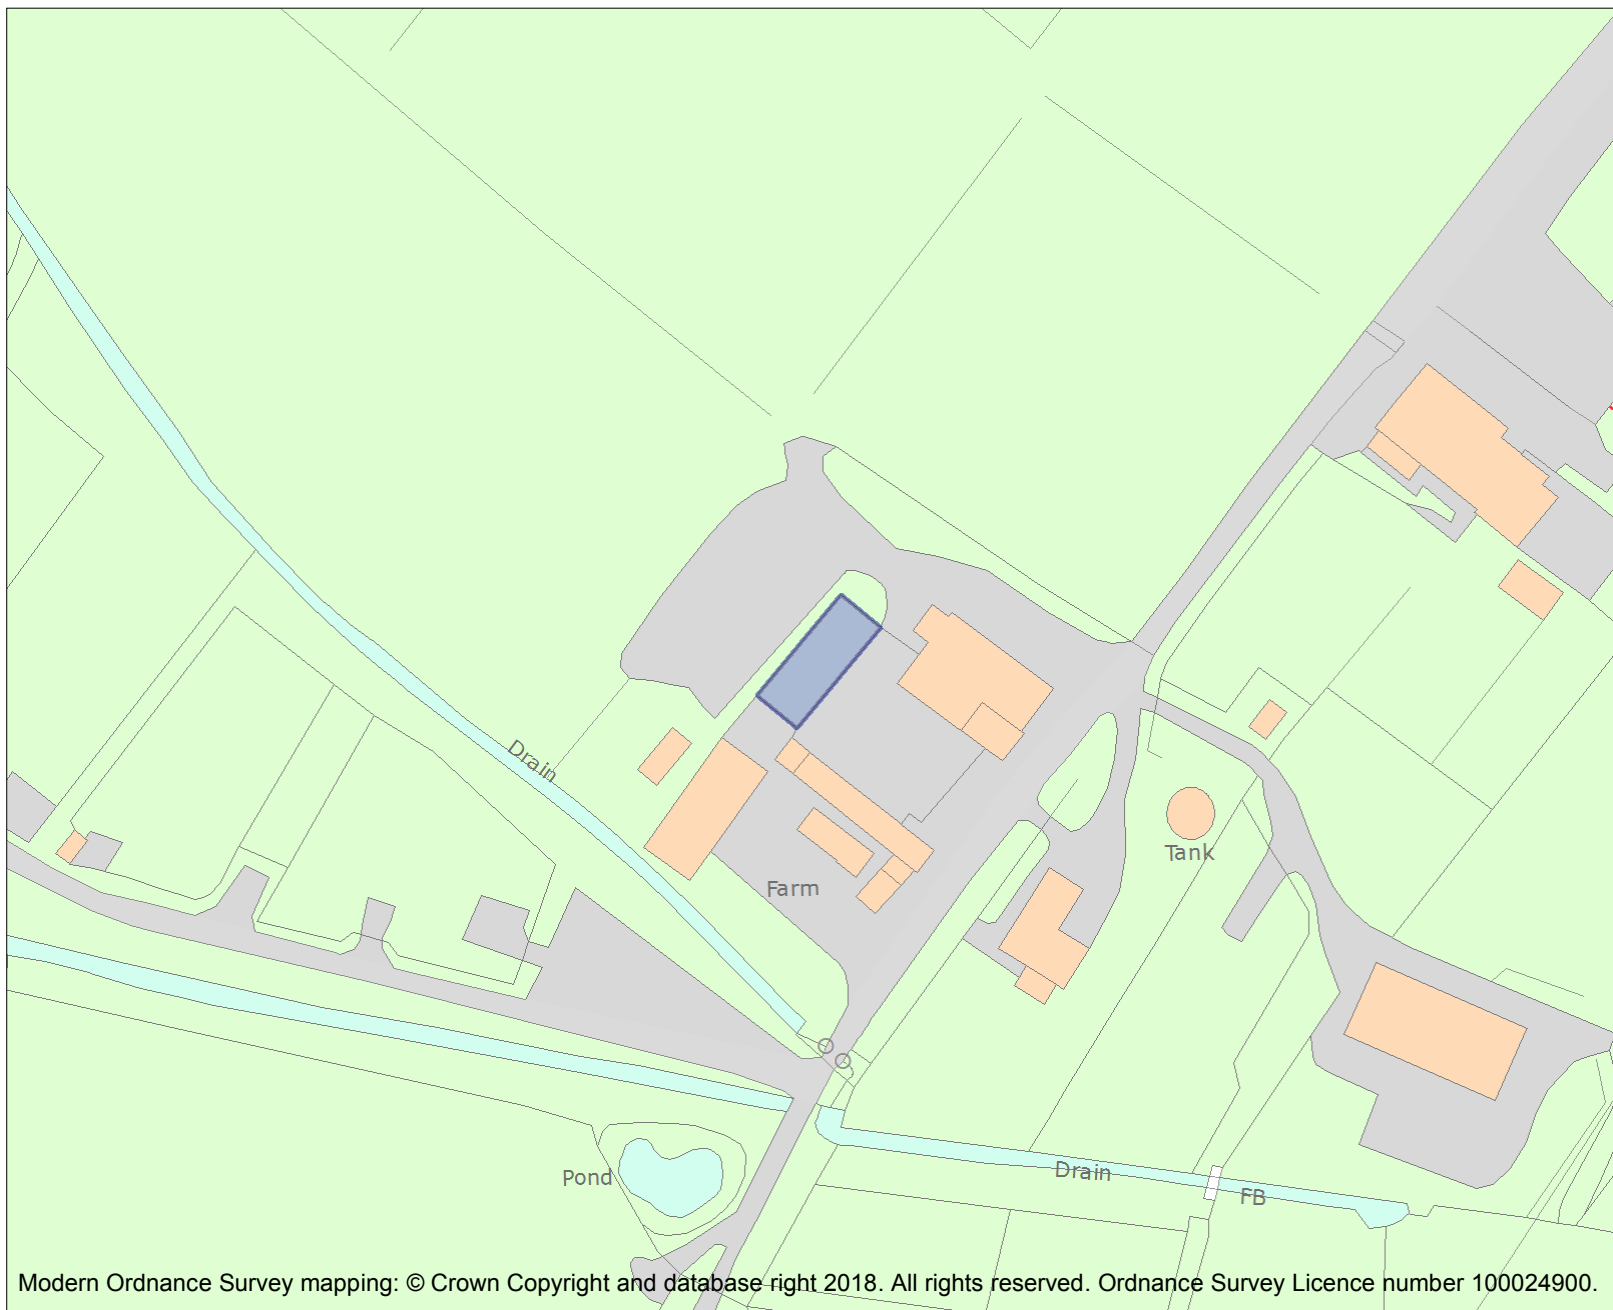 Drain
Tank
Farm
Pond
Drain
FB
Modern Ordnance Survey mapping: © Crown Copyright and database right 2018. All rights reserved. Ordnance Survey Licence number 100024900.